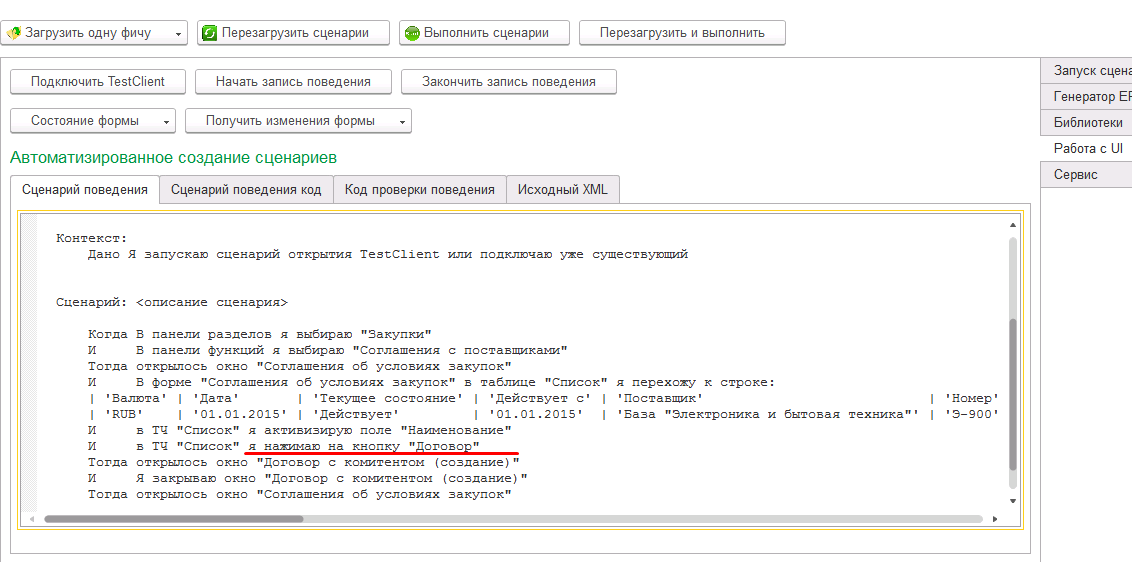 Загрузить одну фичу
Перезагрузить сценарии
Выполнить сценарии
Перезагрузить и выполнить
Подключить TestClient
Начать запись поведения
Закончить запись поведения
Состояние формы
Получить изменения формы
Автоматизированное создание сценариев
Сценарий поведения
Сценарий поведения код
Код проверки поведения
Исходный XML
Контекст:
Дано Я запускаю сценарий открытия TestClient или подключаю уже существующий
Сценарий: <описание сценария>
Когда В панели разделов я выбираю "Закупки"
И В панели функций я выбираю "Соглашения с поставщиками"
Тогда открылось окно "Соглашения об условиях закупок"
И В форме "Соглашения об условиях закупок" в таблице "Список" я перехожу к строке:
| 'Валюта' | 'Дата' | 'Текущее состояние' | 'Действует с' | 'Поставщик' | 'Номер'
| 'RUB' | '01.01.2015' | 'Действует' | '01.01.2015' | 'База "Электроника и бытовая техника"' | 'Э-900'
И в ТЧ "Список" я активизирую поле "Наименование"
И в ТЧ "Список" я нажимаю на кнопку "Договор"
Тогда открылось окно "Договор с комитентом (создание)"
И Я закрываю окно "Договор с комитентом (создание)"
Тогда открылось окно "Соглашения об условиях закупок"
Запуск сцена
Генератор EP
Библиотеки
Работа с UI
Сервис